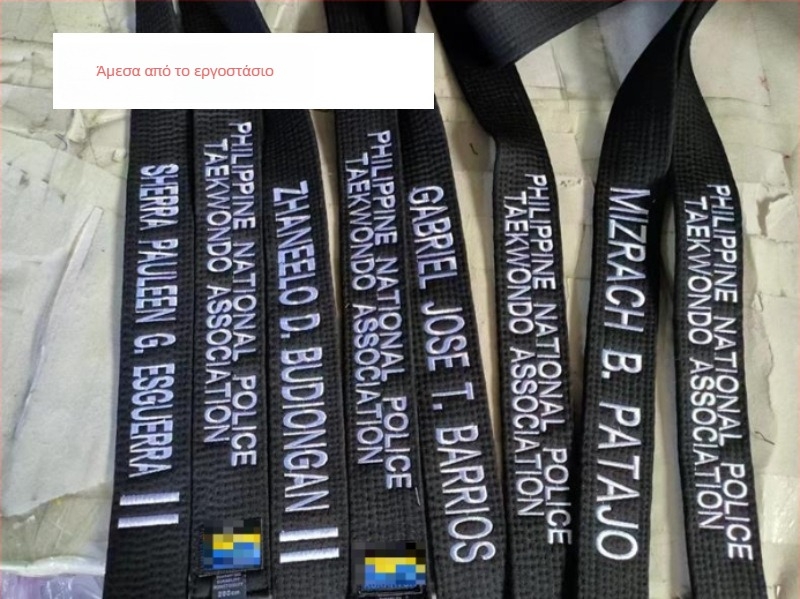 Άμεσα από το εργοστάσιο
SHERRA PAULEEN G. ESGUERRA
PHILIPPINE NATIONAL POLICE
TAEKWONDO ASSOCIATION
ZHANEELO D. BUDIONGAN
PHILIPPINE NATIONAL POLICE
TAEKWONDO ASSOCIATION
GABRIEL JOSE T. BARRIOS
PHILIPPINE NATIONAL POLICE
TAEKWONDO ASSOCIATION
MIZRACH B. PATAJO
PHILIPPINE NATIONAL POLICE
TAEKWONDO ASSOCIATION
280cm